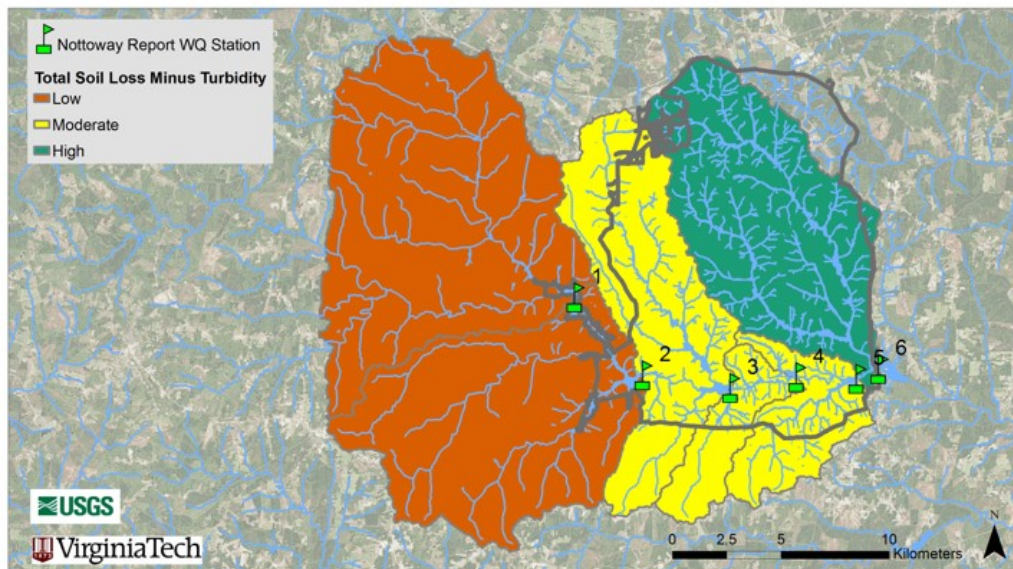 Nottoway Report WQ Station
Total Soil Loss Minus Turbidity
Low
Moderate
High
1
2
3
4
5
6
USGS
VirginiaTech
N
0 2.5 5 10
Kilometers